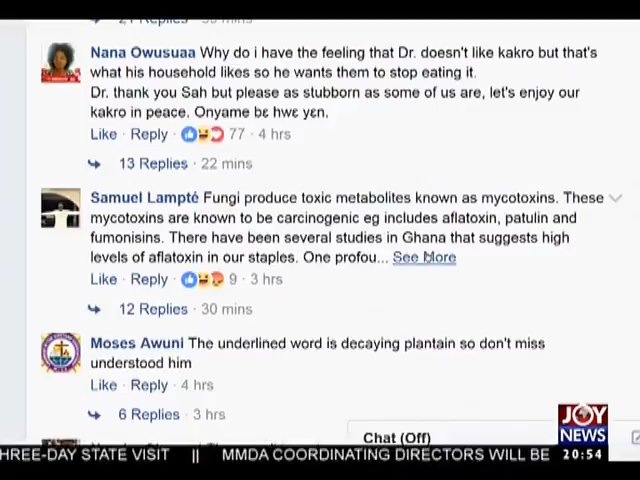 21 Replies · 55 mins
Nana Owusuaa Why do i have the feeling that Dr. doesn't like kakro but that's
what his household likes so he wants them to stop eating it.
Dr. thank you Sah but please as stubborn as some of us are, let's enjoy our
kakro in peace. Onyame bɛ hwɛ yɛn.
Like · Reply · 77 · 4 hrs
13 Replies · 22 mins
Samuel Lampté Fungi produce toxic metabolites known as mycotoxins. These
mycotoxins are known to be carcinogenic eg includes aflatoxin, patulin and
fumonisins. There have been several studies in Ghana that suggests high
levels of aflatoxin in our staples. One profou... See More
Like · Reply · 9 · 3 hrs
12 Replies · 30 mins
Moses Awuni The underlined word is decaying plantain so don't miss
understood him
Like · Reply · 4 hrs
6 Replies · 3 hrs
Chat (Off)
JOY
NEWS
HREE-DAY STATE VISIT || MMDA COORDINATING DIRECTORS WILL BE 20:54